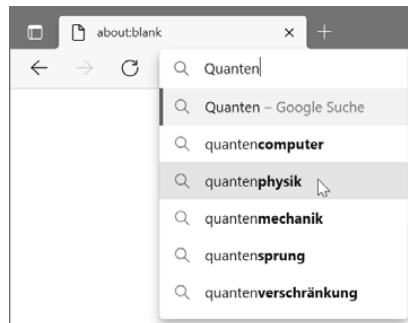 about:blank
Quanten
Quanten – Google Suche
quantencomputer
quantenphysik
quantenmechanik
quantensprung
quantenverschränkung